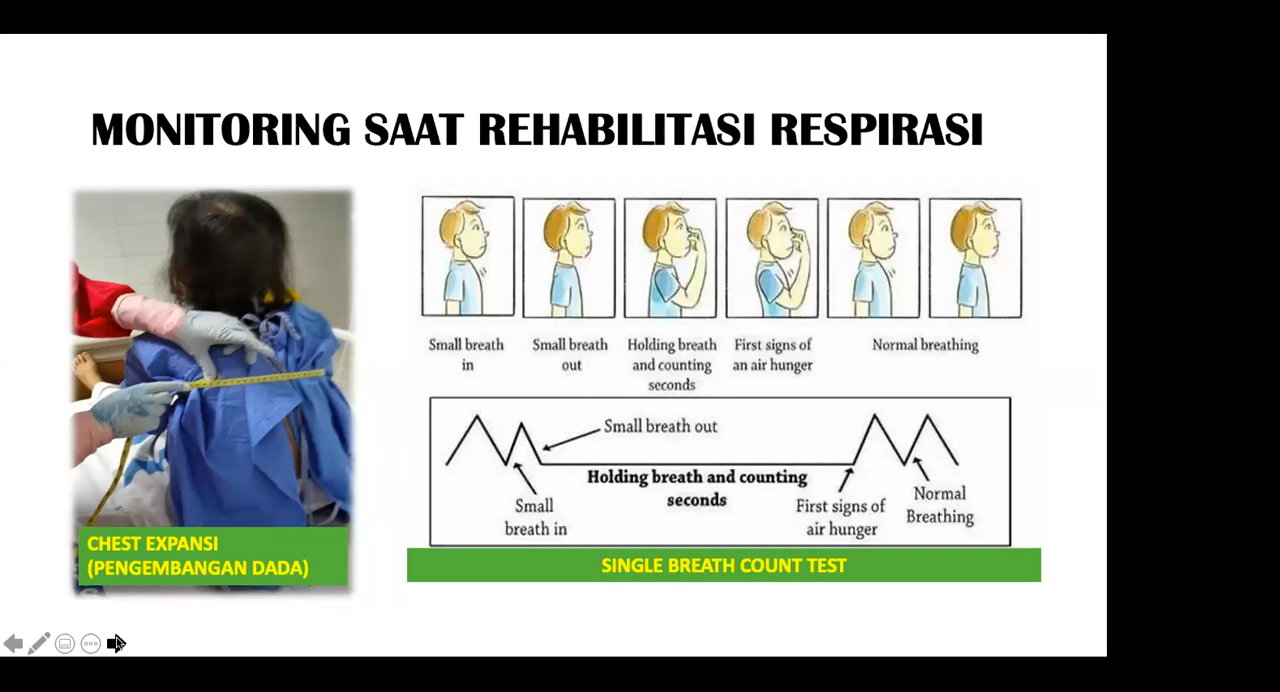 MONITORING SAAT REHABILITASI RESPIRASI
Small breath
in
Small breath
out
Holding breath
and counting
seconds
First signs of
an air hunger
Normal breathing
Small breath out
Holding breath and counting
seconds
Small
breath in
First signs of
air hunger
Normal
Breathing
CHEST EXPANSI
(PENGEMBANGAN DADA)
SINGLE BREATH COUNT TEST